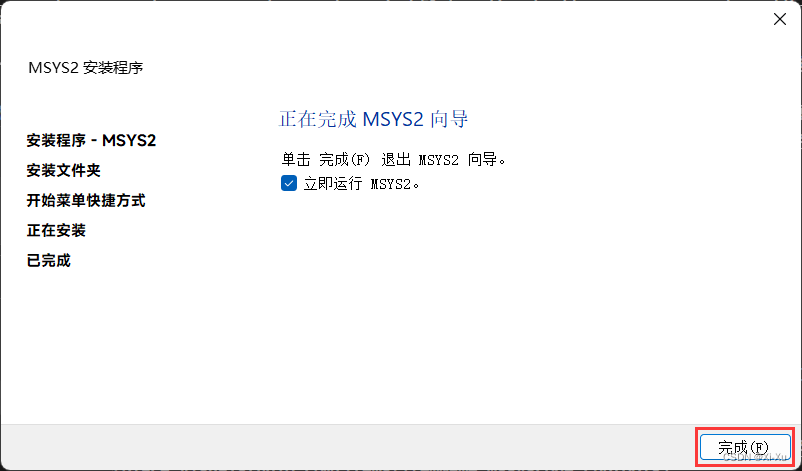 MSYS2 安装程序
正在完成 MSYS2 向导
安装程序 - MSYS2
单击 完成(F) 退出 MSYS2 向导。
安装文件夹
立即运行 MSYS2。
开始菜单快捷方式
正在安装
已完成
完成(F)
CSDN @Xi-Xu